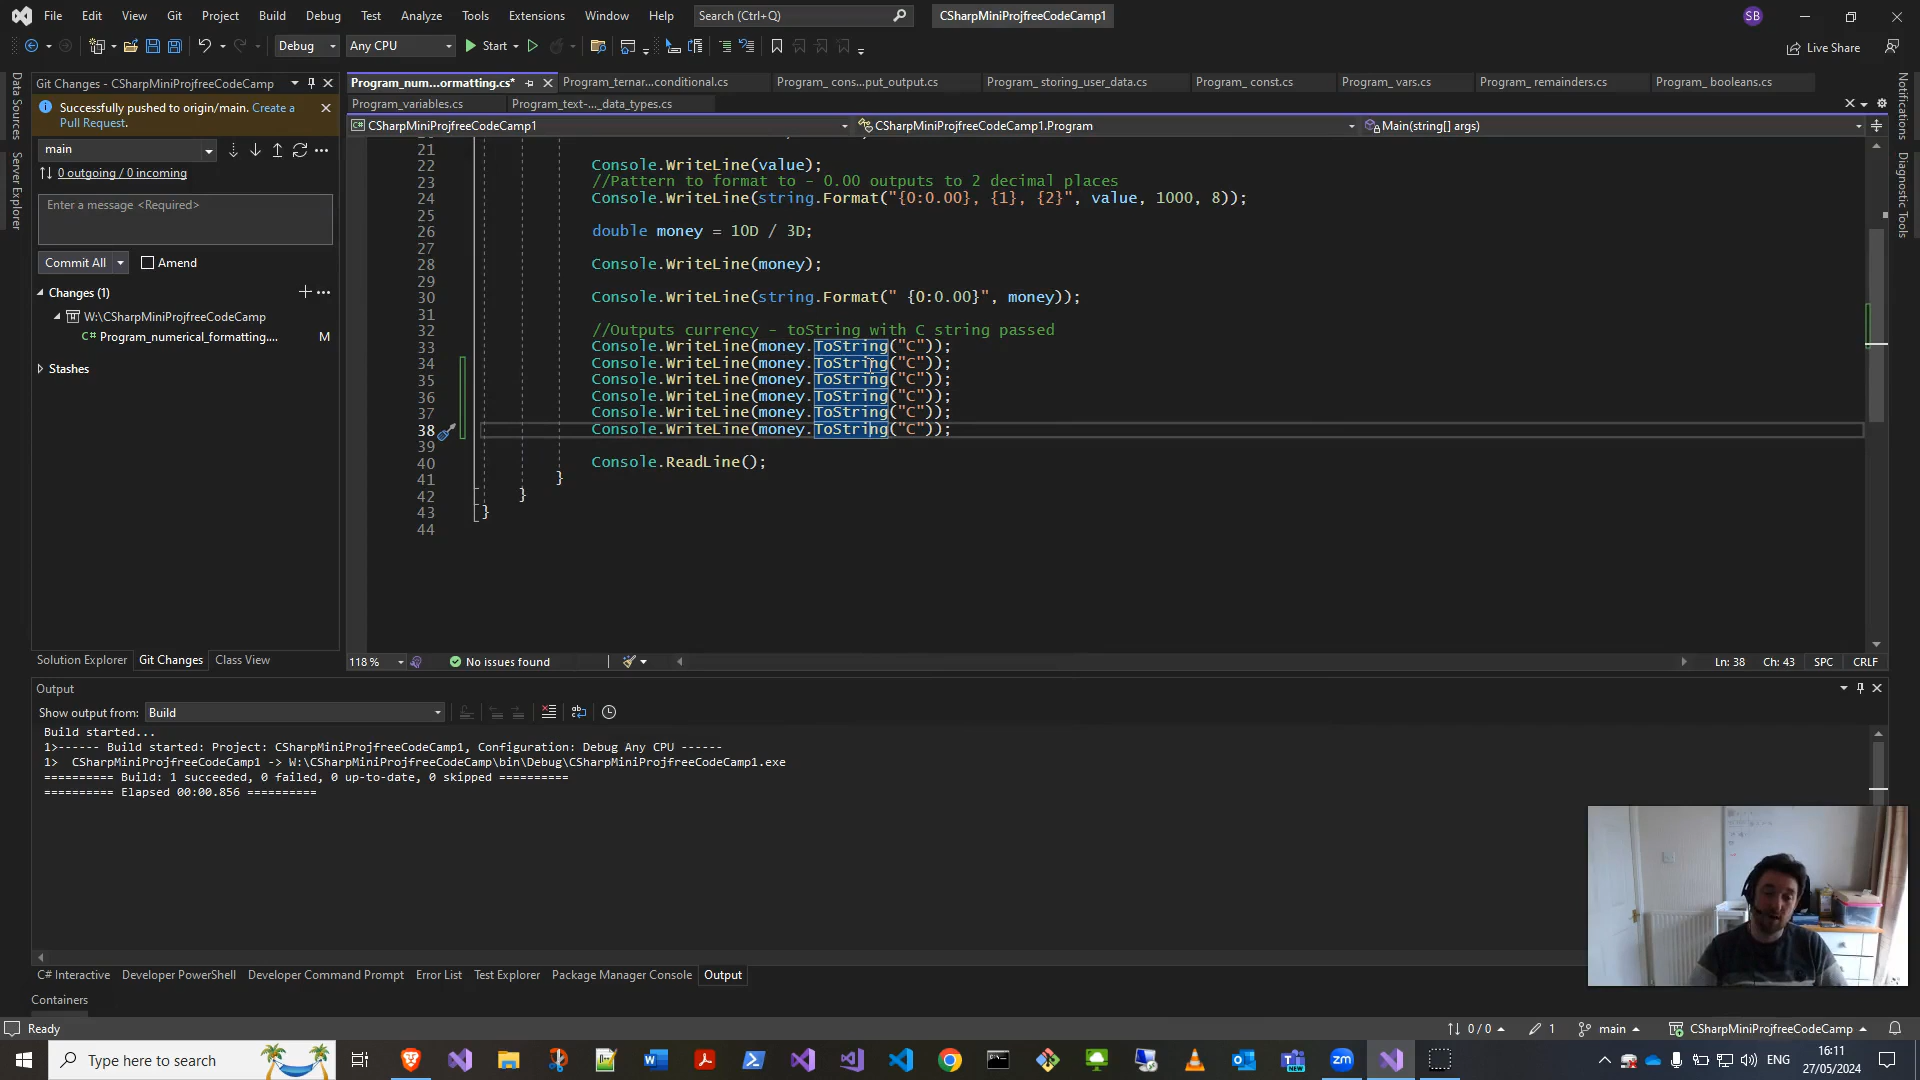 File Edit View Git Project Build Debug Test Analyze Tools Extensions Window Help Search (Ctrl+Q) CSharpMiniProjfreeCodeCamp1 SB
Debug Any CPU Start Live Share
Data Sources
Server Explorer
Git Changes - CSharpMiniProjfreeCodeCamp
Successfully pushed to origin/main. Create a
Pull Request.
main
0 outgoing / 0 incoming
Enter a message <Required>
Commit All Amend
Changes (1)
W:\CSharpMiniProjfreeCodeCamp
C# Program_numerical_formatting.... M
Stashes
Solution Explorer Git Changes Class View
Program_num...ormatting.cs* Program_ternar...conditional.cs Program_ cons...put_output.cs Program_ storing_user_data.cs Program_ const.cs Program_ vars.cs Program_ remainders.cs Program_ booleans.cs
Program_variables.cs Program_text-..._data_types.cs
CSharpMiniProjfreeCodeCamp1 CSharpMiniProjfreeCodeCamp1.Program Main(string[] args)
21
22 Console.WriteLine(value);
23 //Pattern to format to - 0.00 outputs to 2 decimal places
24 Console.WriteLine(string.Format("{0:0.00}, {1}, {2}", value, 1000, 8));
25
26 double money = 10D / 3D;
27
28 Console.WriteLine(money);
29
30 Console.WriteLine(string.Format(" {0:0.00}", money));
31
32 //Outputs currency - toString with C string passed
33 Console.WriteLine(money.ToString("C"));
34 Console.WriteLine(money.ToString("C"));
35 Console.WriteLine(money.ToString("C"));
36 Console.WriteLine(money.ToString("C"));
37 Console.WriteLine(money.ToString("C"));
38 Console.WriteLine(money.ToString("C"));
39
40 Console.ReadLine();
41 }
42 }
43 }
44
118 % No issues found Ln: 38 Ch: 43 SPC CRLF
Notifications
Diagnostic Tools
Output
Show output from: Build
Build started...
1>------ Build started: Project: CSharpMiniProjfreeCodeCamp1, Configuration: Debug Any CPU ------
1> CSharpMiniProjfreeCodeCamp1 -> W:\CSharpMiniProjfreeCodeCamp\bin\Debug\CSharpMiniProjfreeCodeCamp1.exe
========== Build: 1 succeeded, 0 failed, 0 up-to-date, 0 skipped ==========
========== Elapsed 00:00.856 ==========
C# Interactive Developer PowerShell Developer Command Prompt Error List Test Explorer Package Manager Console Output
Containers
Ready 0 / 0 1 main CSharpMiniProjfreeCodeCamp
Type here to search zm NEW ENG 16:11
27/05/2024